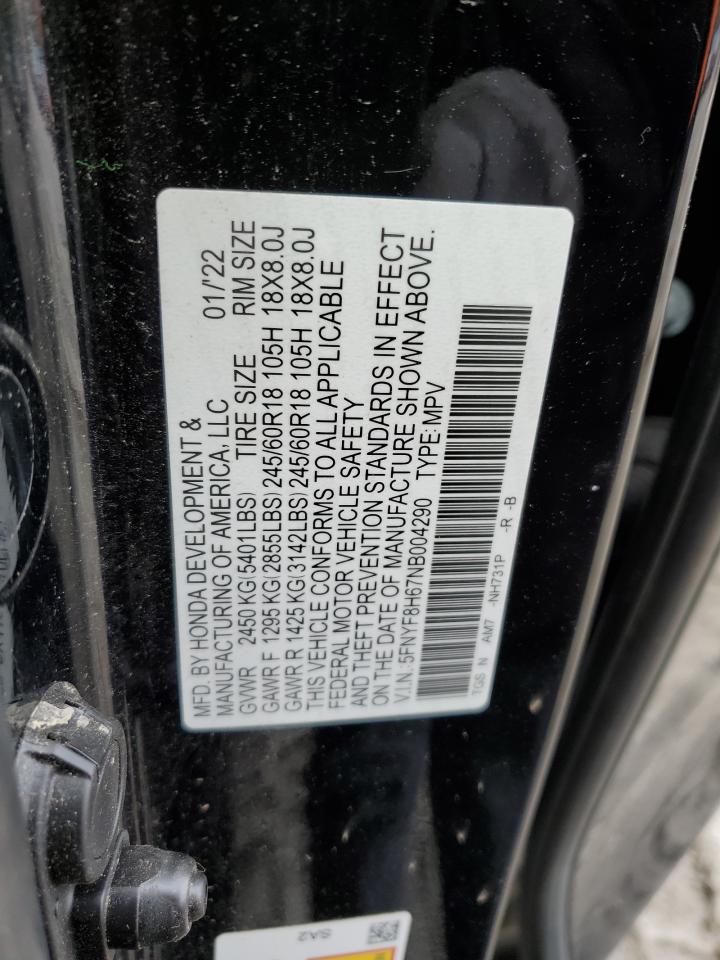 MFD. BY HONDA DEVELOPMENT &
MANUFACTURING OF AMERICA, LLC 01/'22
GVWR 2450 KG(5401LBS) TIRE SIZE RIM SIZE
GAWR F 1295 KG(2855LBS) 245/60R18 105H 18X8.0J
GAWR R 1425 KG(3142LBS) 245/60R18 105H 18X8.0J
THIS VEHICLE CONFORMS TO ALL APPLICABLE
FEDERAL MOTOR VEHICLE SAFETY
AND THEFT PREVENTION STANDARDS IN EFFECT
ON THE DATE OF MANUFACTURE SHOWN ABOVE.
V.I.N.:5FNYF8H67NB004290 TYPE:MPV
TG1S N AM7 -NH731P -R -B